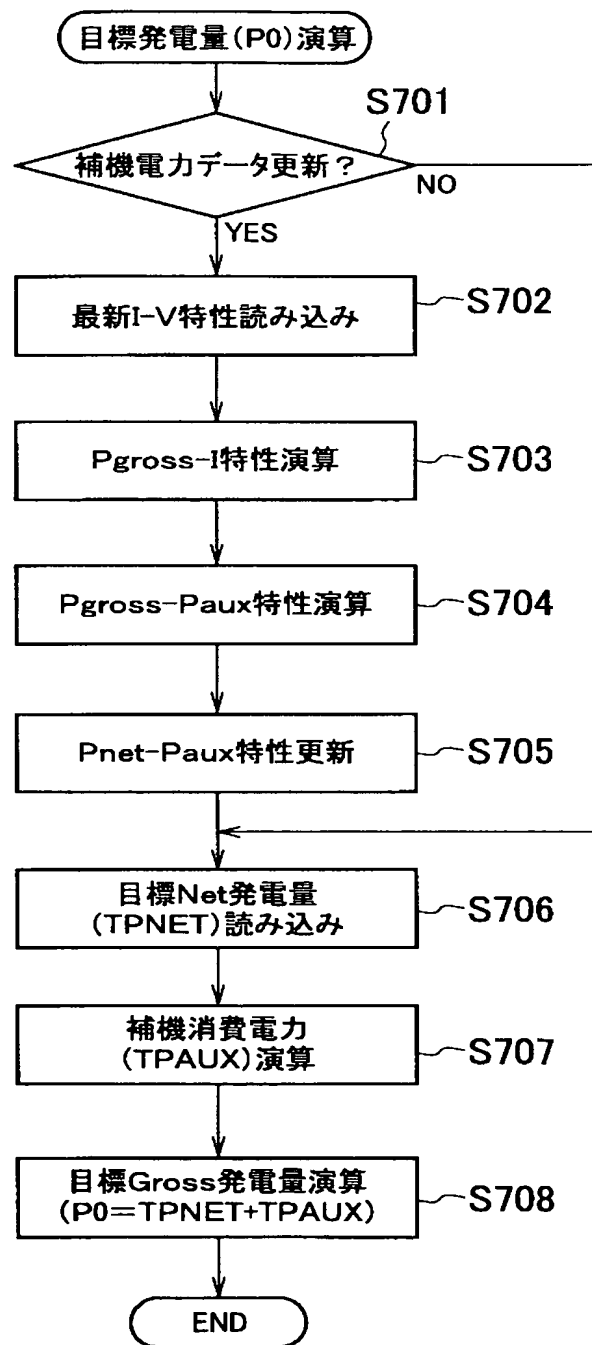 目標発電量(P0)演算
S701
補機電力データ更新?
NO
YES
最新I-V特性読み込み
S702
Pgross-I特性演算
S703
Pgross-Paux特性演算
S704
Pnet-Paux特性更新
S705
目標Net発電量
(TPNET)読み込み
S706
補機消費電力
(TPAUX)演算
S707
目標Gross発電量演算
(P0=TPNET+TPAUX)
S708
END